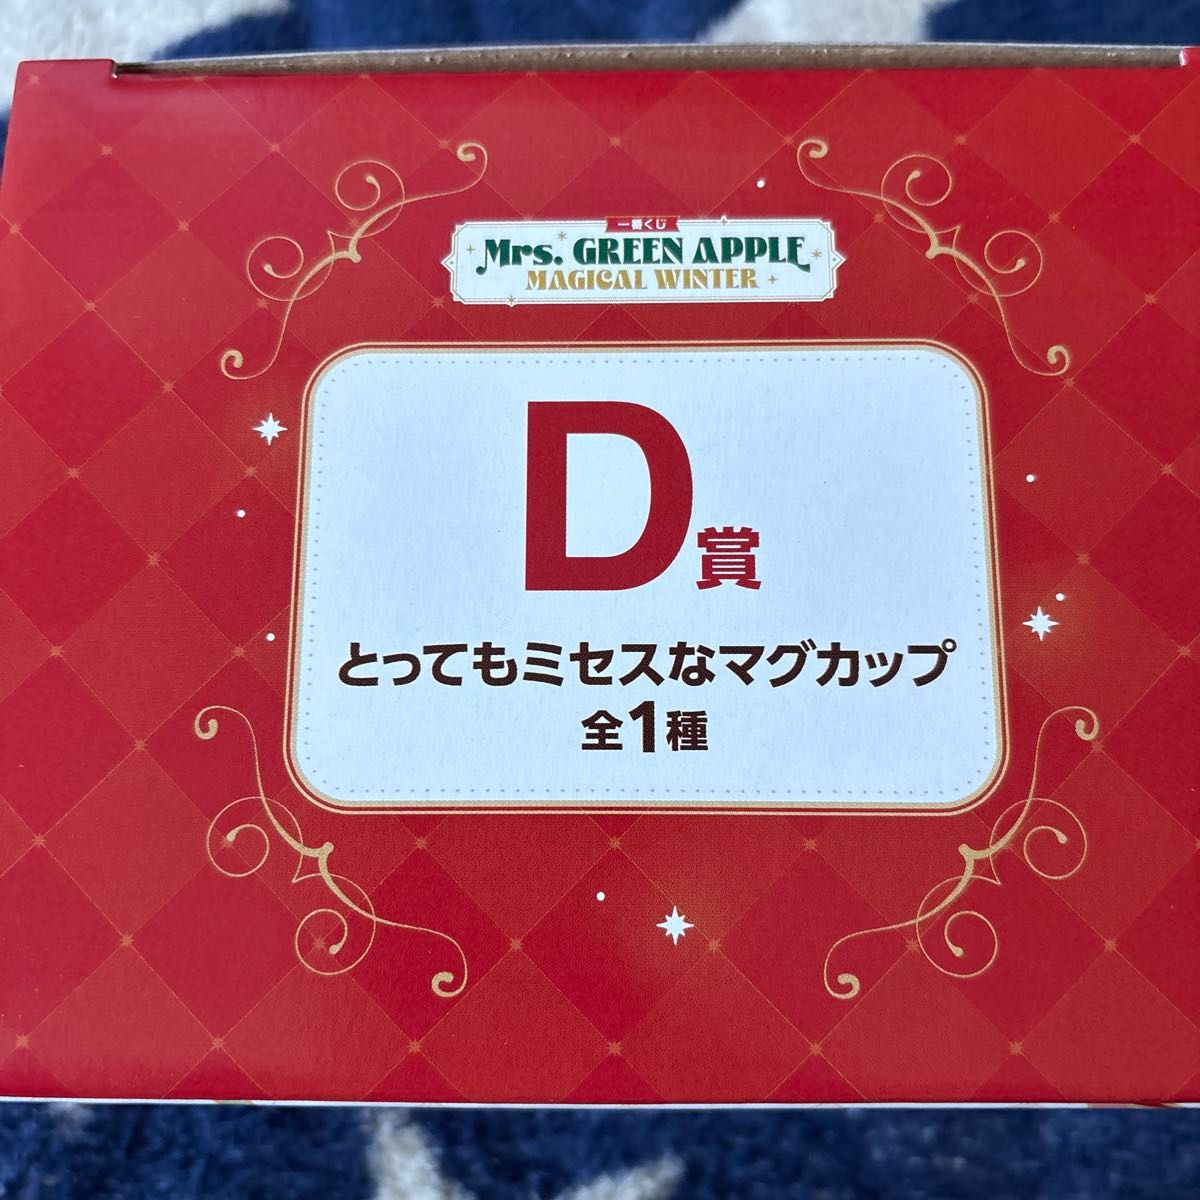 一番くじ
Mrs. GREEN APPLE
MAGICAL WINTER
D賞
とってもミセスなマグカップ
全1種